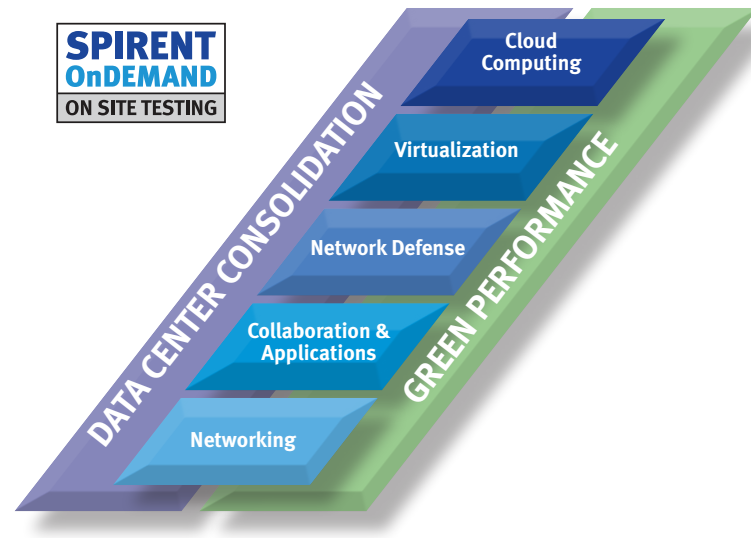 SPIRENT
OnDEMAND
ON SITE TESTING
DATA CENTER CONSOLIDATION
Cloud
Computing
Virtualization
Network Defense
Collaboration &
Applications
Networking
GREEN PERFORMANCE